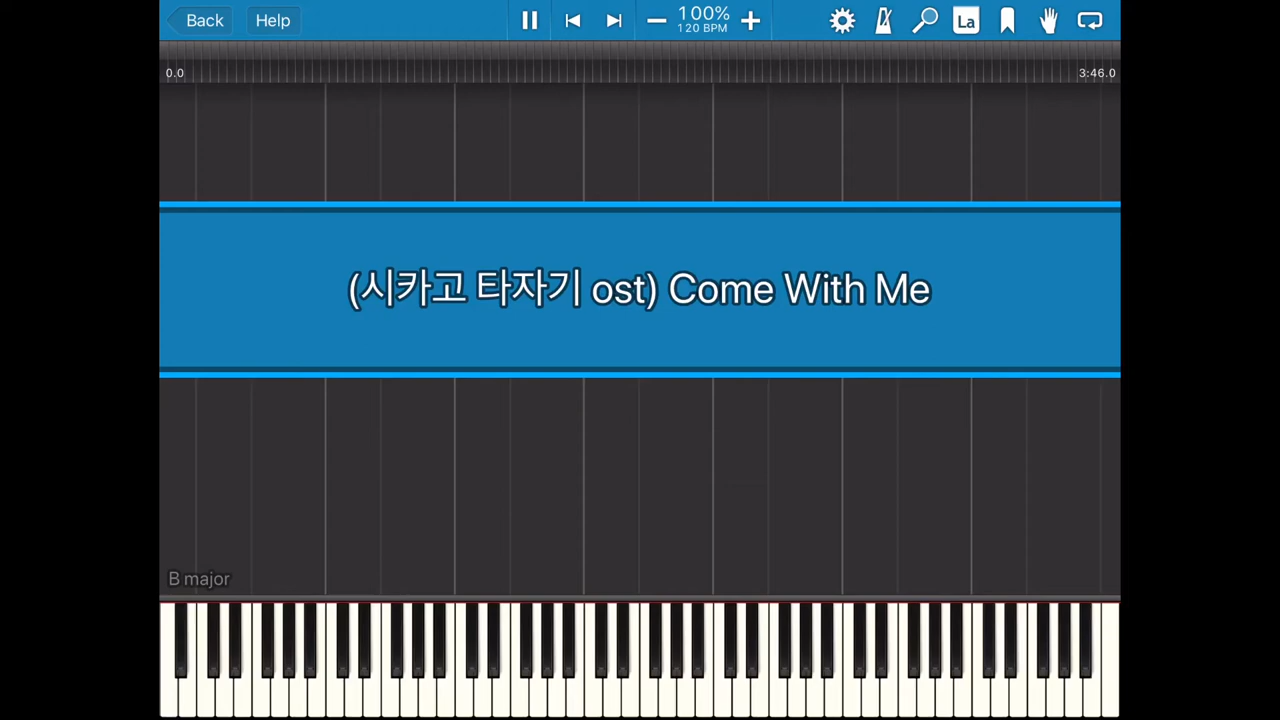 Back Help 100% La
120 BPM
0.0 3:46.0
(시카고 타자기 ost) Come With Me
B major